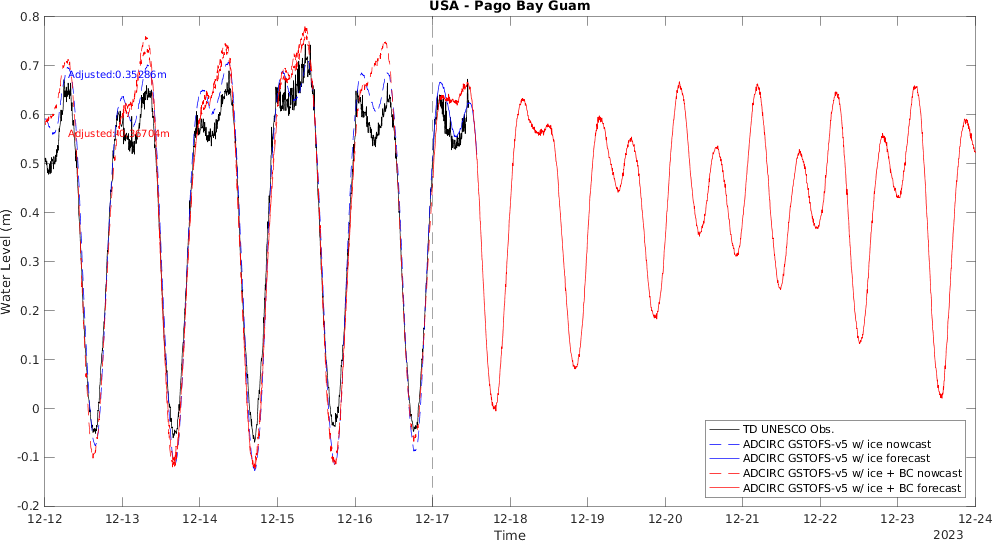 USA - Pago Bay Guam
0.8
0.7
0.6
0.5
0.4
0.3
0.2
0.1
0
-0.1
-0.2
Water Level (m)
Adjusted:0.35286m
TD UNESCO Obs.
ADCIRC GSTOFS-v5 w/ ice nowcast
ADCIRC GSTOFS-v5 w/ ice forecast
ADCIRC GSTOFS-v5 w/ ice + BC nowcast
ADCIRC GSTOFS-v5 w/ ice + BC forecast
12-12 12-13 12-14 12-15 12-16 12-17 12-18 12-19 12-20 12-21 12-22 12-23 12-24
Time
2023